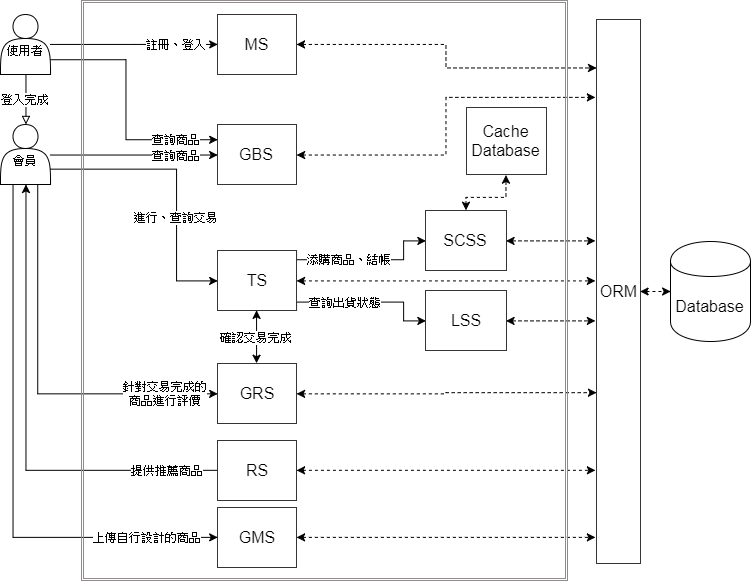 使用者
註冊、登入
MS
登入完成
Cache
Database
會員
查詢商品
查詢商品
GBS
進行、查詢交易
SCSS
添購商品、結帳
TS
ORM
Database
查詢出貨狀態
LSS
確認交易完成
針對交易完成的
商品進行評價
GRS
提供推薦商品
RS
上傳自行設計的商品
GMS